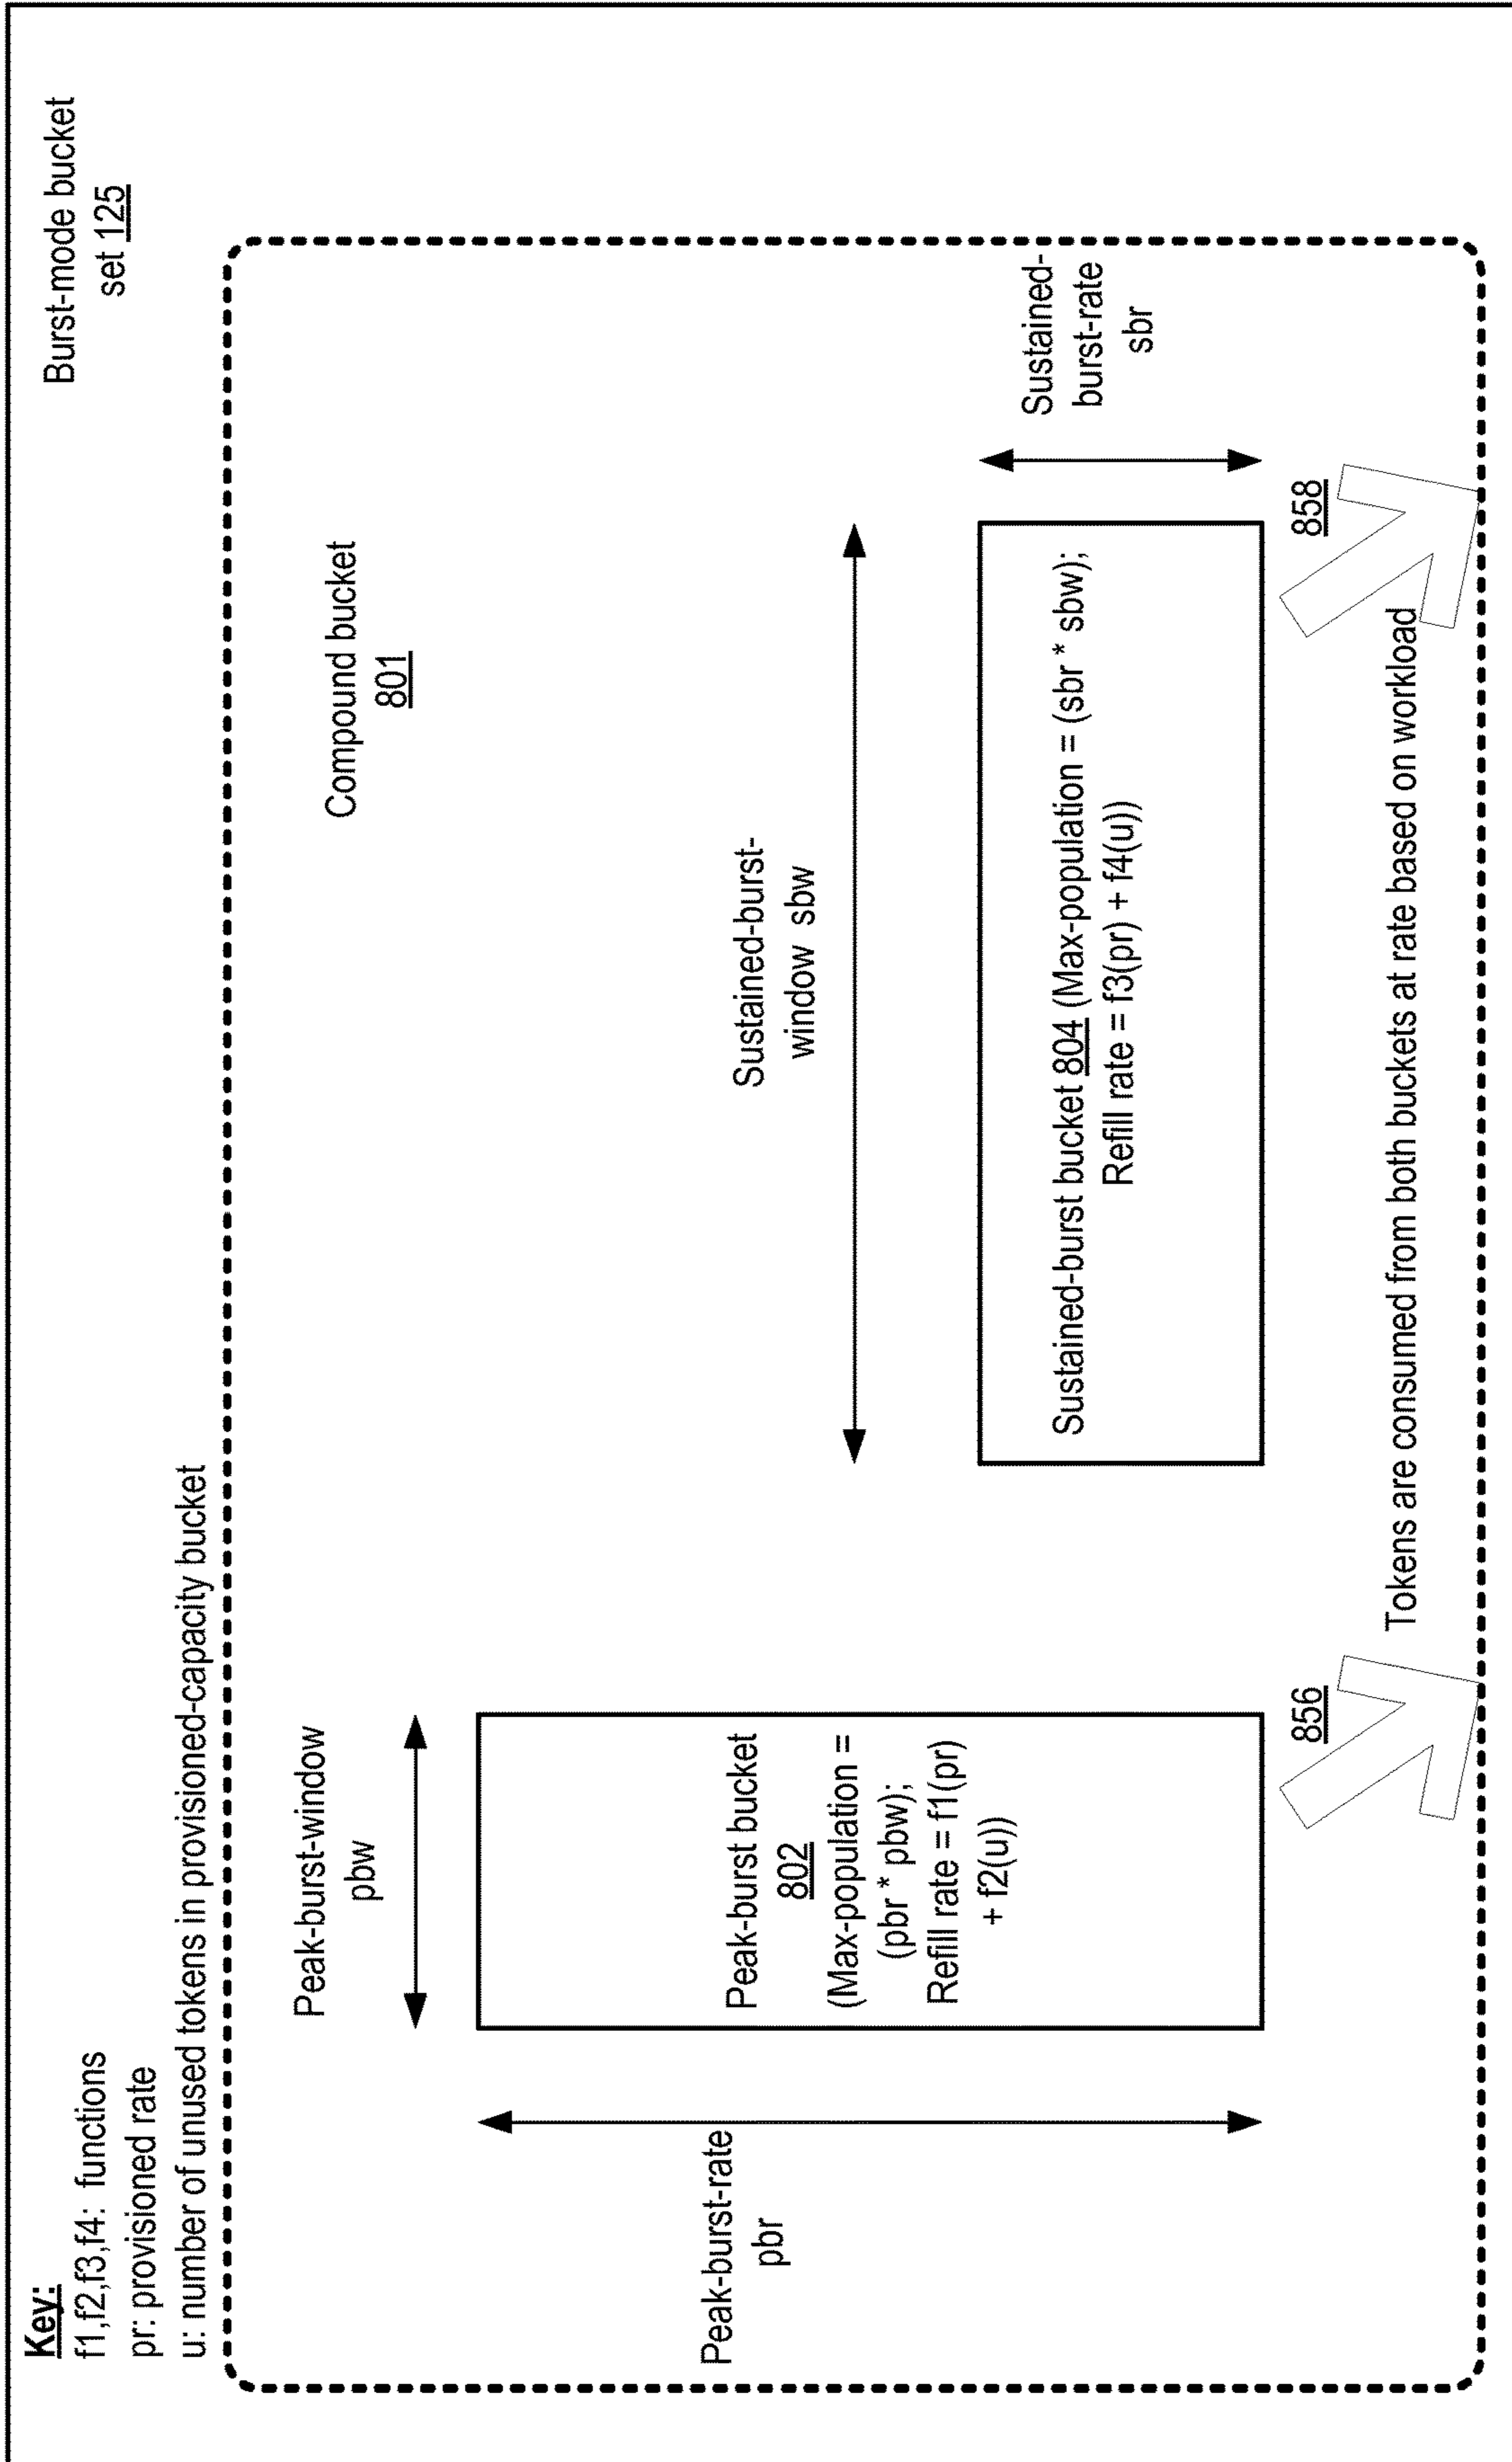 Key:
f1,f2,f3,f4: functions
pr: provisioned rate
u: number of unused tokens in provisioned-capacity bucket
Burst-mode bucket
set 125
Compound bucket
801
Peak-burst-window
pbw
Peak-burst-rate
pbr
Peak-burst bucket
802
(Max-population =
(pbr * pbw);
Refill rate = f1(pr)
+ f2(u))
Sustained-burst-
window sbw
Sustained-burst bucket 804 (Max-population = (sbr * sbw);
Refill rate = f3(pr) + f4(u))
Sustained-
burst-rate
sbr
856
858
Tokens are consumed from both buckets at rate based on workload